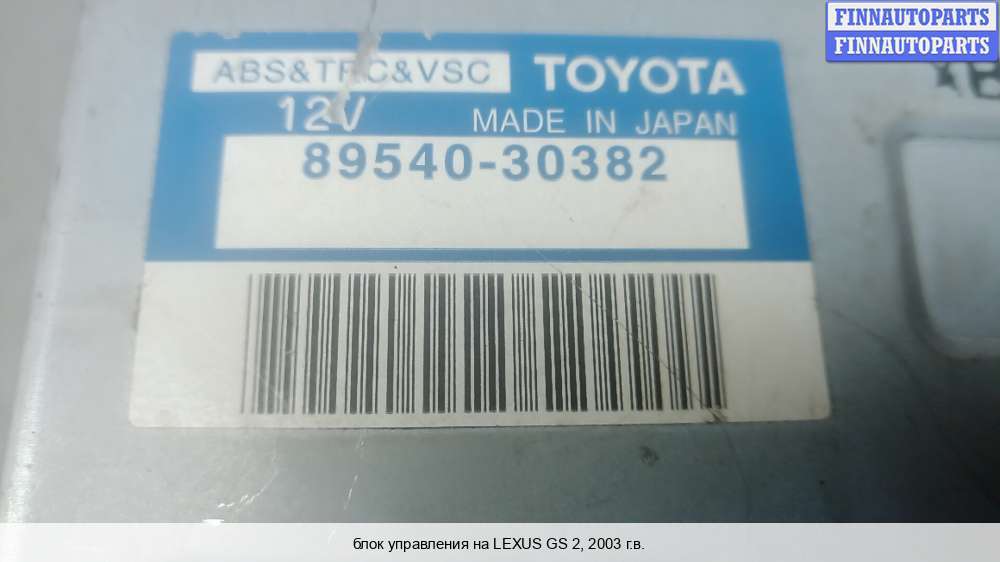 FINNAUTOPARTS
FINNAUTOPARTS
ABS&TRC&VSC TOYOTA
12V MADE IN JAPAN
89540-30382
блок управления на LEXUS GS 2, 2003 г.в.